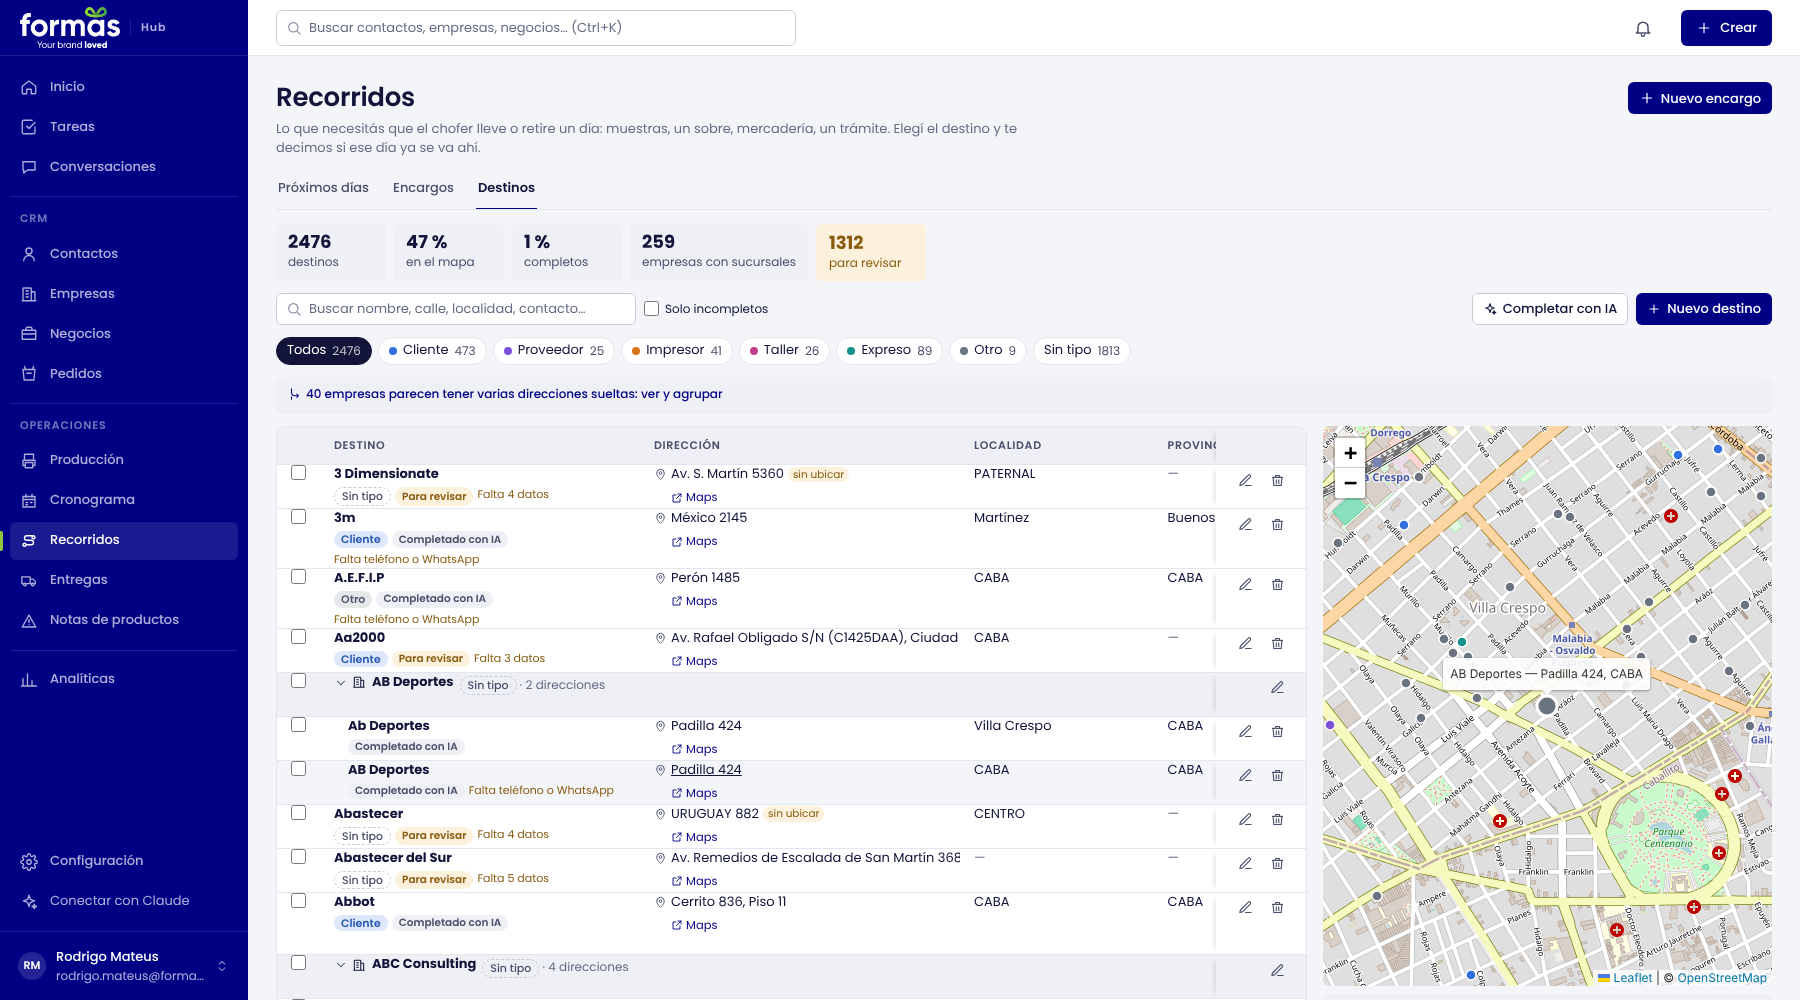 formas
Your brand loved
Hub
Buscar contactos, empresas, negocios... (Ctrl+K)
Crear
Inicio
Tareas
Conversaciones
CRM
Contactos
Empresas
Negocios
Pedidos
OPERACIONES
Producción
Cronograma
Recorridos
Entregas
Notas de productos
Analíticas
Configuración
Conectar con Claude
RM
Rodrigo Mateus
rodrigo.mateus@forma...
Recorridos
Nuevo encargo
Lo que necesitás que el chofer lleve o retire un día: muestras, un sobre, mercadería, un trámite. Elegí el destino y te
decimos si ese día ya se va ahí.
Próximos días Encargos Destinos
2476 destinos
47 % en el mapa
1 % completos
259 empresas con sucursales
1312 para revisar
Buscar nombre, calle, localidad, contacto...
Solo incompletos
Completar con IA
Nuevo destino
Todos 2476
Cliente 473
Proveedor 25
Impresor 41
Taller 26
Expreso 89
Otro 9
Sin tipo 1813
40 empresas parecen tener varias direcciones sueltas: ver y agrupar
DESTINO DIRECCIÓN LOCALIDAD PROVINC
3 Dimensionate Av. S. Martín 5360 sin ubicar PATERNAL —
Sin tipo Para revisar Falta 4 datos Maps
3m México 2145 Martínez Buenos
Cliente Completado con IA Maps
Falta teléfono o WhatsApp
A.E.F.I.P Perón 1485 CABA CABA
Otro Completado con IA Maps
Falta teléfono o WhatsApp
Aa2000 Av. Rafael Obligado S/N (C1425DAA), Ciudad CABA —
Cliente Para revisar Falta 3 datos Maps
AB Deportes Sin tipo · 2 direcciones
Ab Deportes Padilla 424 Villa Crespo CABA
Completado con IA Maps
AB Deportes Padilla 424 CABA CABA
Completado con IA Falta teléfono o WhatsApp Maps
Abastecer URUGUAY 882 sin ubicar CENTRO —
Sin tipo Para revisar Falta 4 datos Maps
Abastecer del Sur Av. Remedios de Escalada de San Martín 368 — —
Sin tipo Para revisar Falta 5 datos Maps
Abbot Cerrito 836, Piso 11 CABA CABA
Cliente Completado con IA Maps
ABC Consulting Sin tipo · 4 direcciones
+
−
Dorrego
Villa Crespo
Malabia
- Osvaldo
AB Deportes — Padilla 424, CABA
Caballito
Parque
Centenario
Franklin
Franklin
Leaflet | © OpenStreetMap